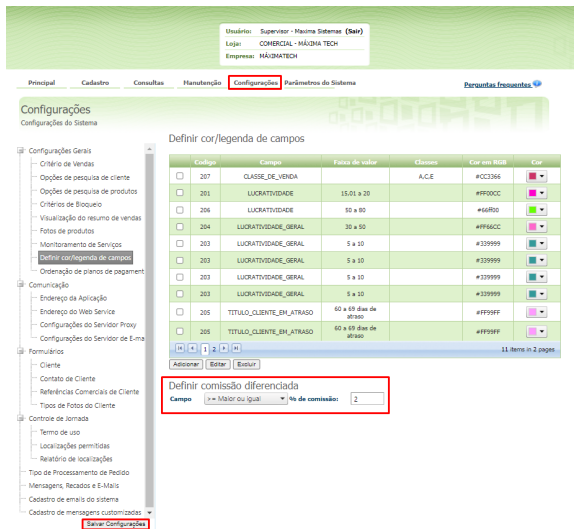 Usuário: Supervisor - Maxima Sistemas (Sair)
Loja: COMERCIAL - MÁXIMA TECH
Empresa: MÁXIMATECH
Principal Cadastro Consultas Manutenção Configurações Parâmetros do Sistema Perguntas frequentes
Configurações
Configurações do Sistema
Configurações Gerais
Critério de Vendas
Opções de pesquisa de cliente
Opções de pesquisa de produtos
Critérios de Bloqueio
Visualização do resumo de vendas
Fotos de produtos
Monitoramento de Serviços
Definir cor/legenda de campos
Ordenação de planos de pagament
Comunicação
Endereço da Aplicação
Endereço do Web Service
Configurações do Servidor Proxy
Configurações do Servidor de E-ma
Formulários
Cliente
Contato de Cliente
Referências Comerciais de Cliente
Tipos de Fotos do Cliente
Controle de Jornada
Termo de uso
Localizações permitidas
Relatório de localizações
Tipo de Processamento de Pedido
Mensagens, Recados e E-Mails
Cadastro de emails do sistema
Cadastro de mensagens customizadas
Salvar Configurações
Definir cor/legenda de campos
Codigo Campo Faixa de valor Classes Cor em RGB Cor
207 CLASSE_DE_VENDA A,C,E #CC3366
201 LUCRATIVIDADE 15,01 a 20 #FF00CC
206 LUCRATIVIDADE 50 a 80 #66ff00
204 LUCRATIVIDADE_GERAL 30 a 50 #FF66CC
203 LUCRATIVIDADE_GERAL 5 a 10 #339999
203 LUCRATIVIDADE_GERAL 5 a 10 #339999
203 LUCRATIVIDADE_GERAL 5 a 10 #339999
203 LUCRATIVIDADE_GERAL 5 a 10 #339999
205 TITULO_CLIENTE_EM_ATRASO 60 a 69 dias de atraso #FF99FF
205 TITULO_CLIENTE_EM_ATRASO 60 a 69 dias de atraso #FF99FF
1 2 11 items in 2 pages
Adicionar Editar Excluir
Definir comissão diferenciada
Campo >= Maior ou igual % de comissão: 2